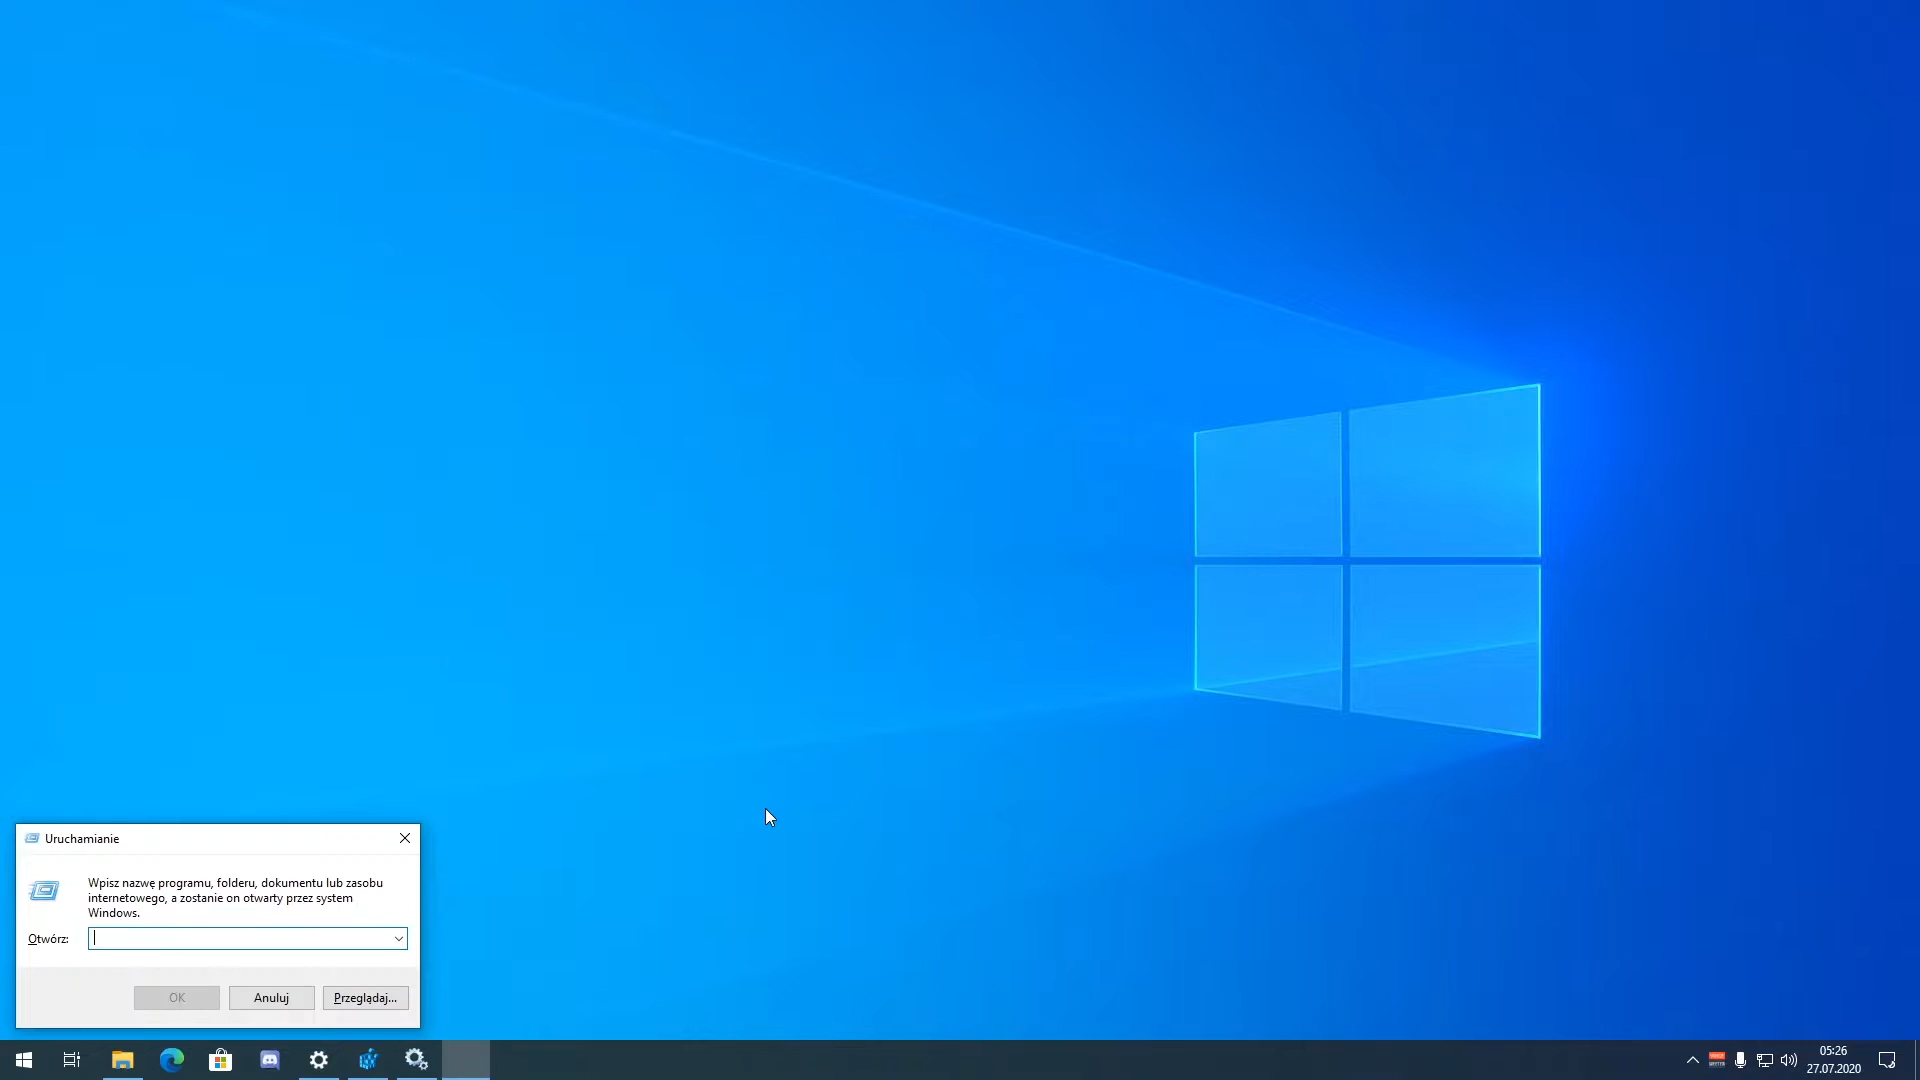 Uruchamianie
Wpisz nazwę programu, folderu, dokumentu lub zasobu
internetowego, a zostanie on otwarty przez system
Windows.
Otwórz:
OK
Anuluj
Przeglądaj...
05:26
27.07.2020